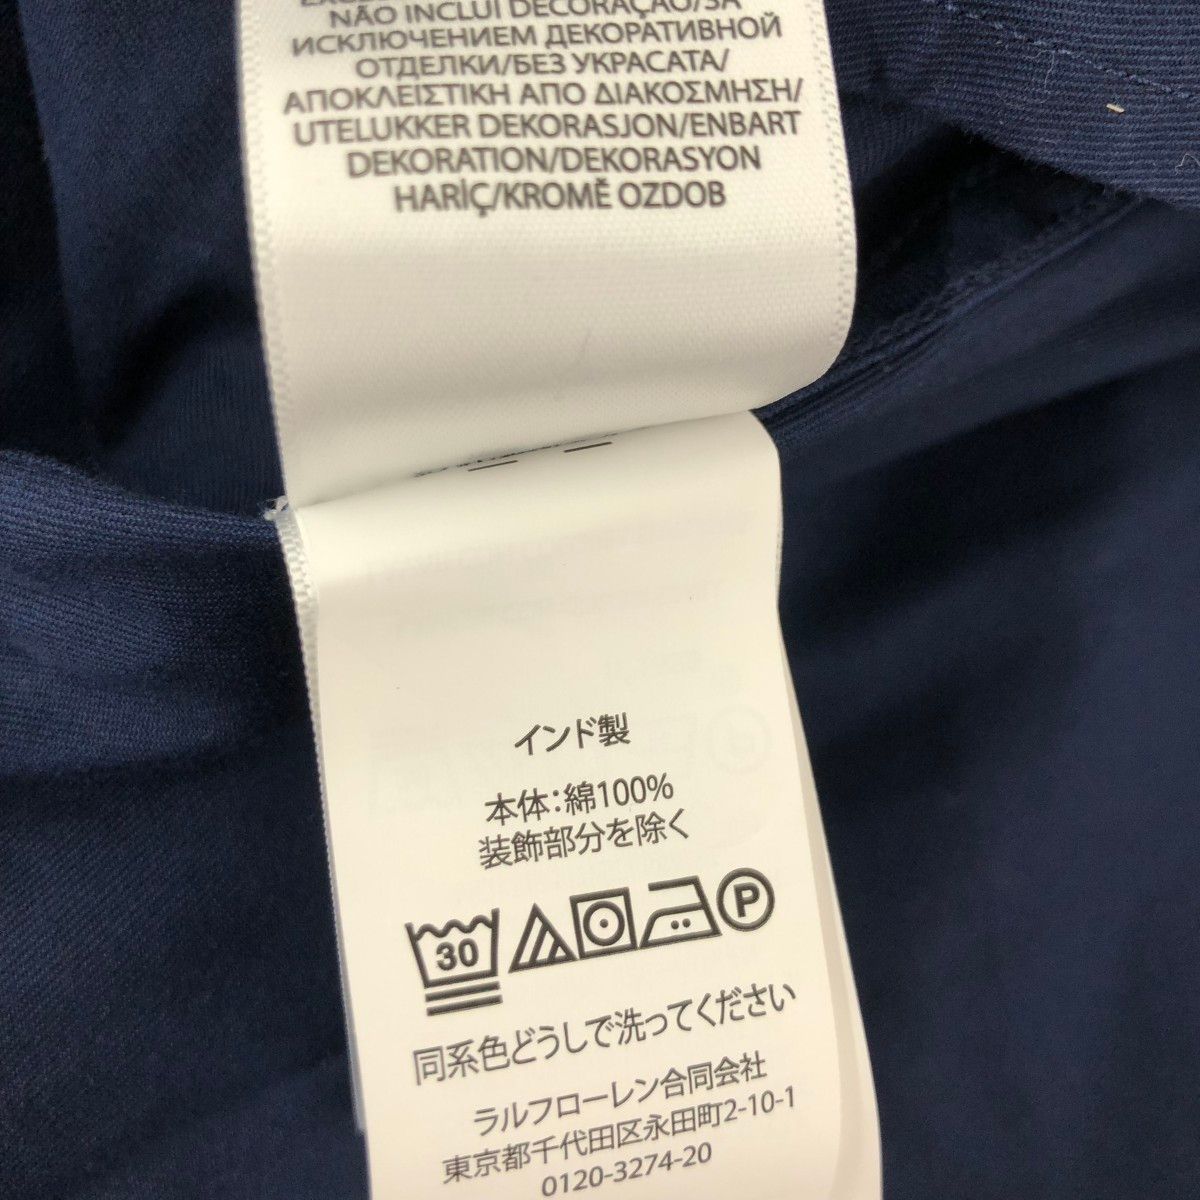 NÃO INCLUI DECORAÇÃO/ЗА
ИСКЛЮЧЕНИЕМ ДЕКОРАТИВНОЙ
ОТДЕЛКИ/БЕЗ УКРАСАТА/
ΑΠΟΚΛΕΙΣΤΙΚΗ ΑΠΟ ΔΙΑΚΟΣΜΗΣΗ/
UTELUKKER DEKORASJON/ENBART
DEKORATION/DEKORASYON
HARİÇ/KROMĚ OZDOB
インド製
本体:綿100%
装飾部分を除く
30 P
同系色どうしで洗ってください
ラルフローレン合同会社
東京都千代田区永田町2-10-1
0120-3274-20